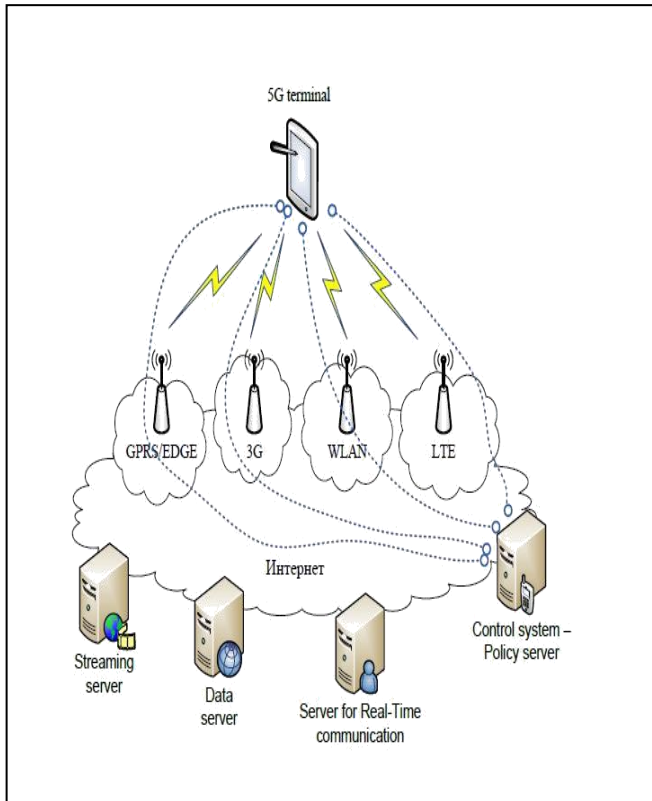 5G terminal
GPRS/EDGE
3G
WLAN
LTE
Интернет
Streaming
server
Data
server
Server for Real-Time
communication
Control system –
Policy server